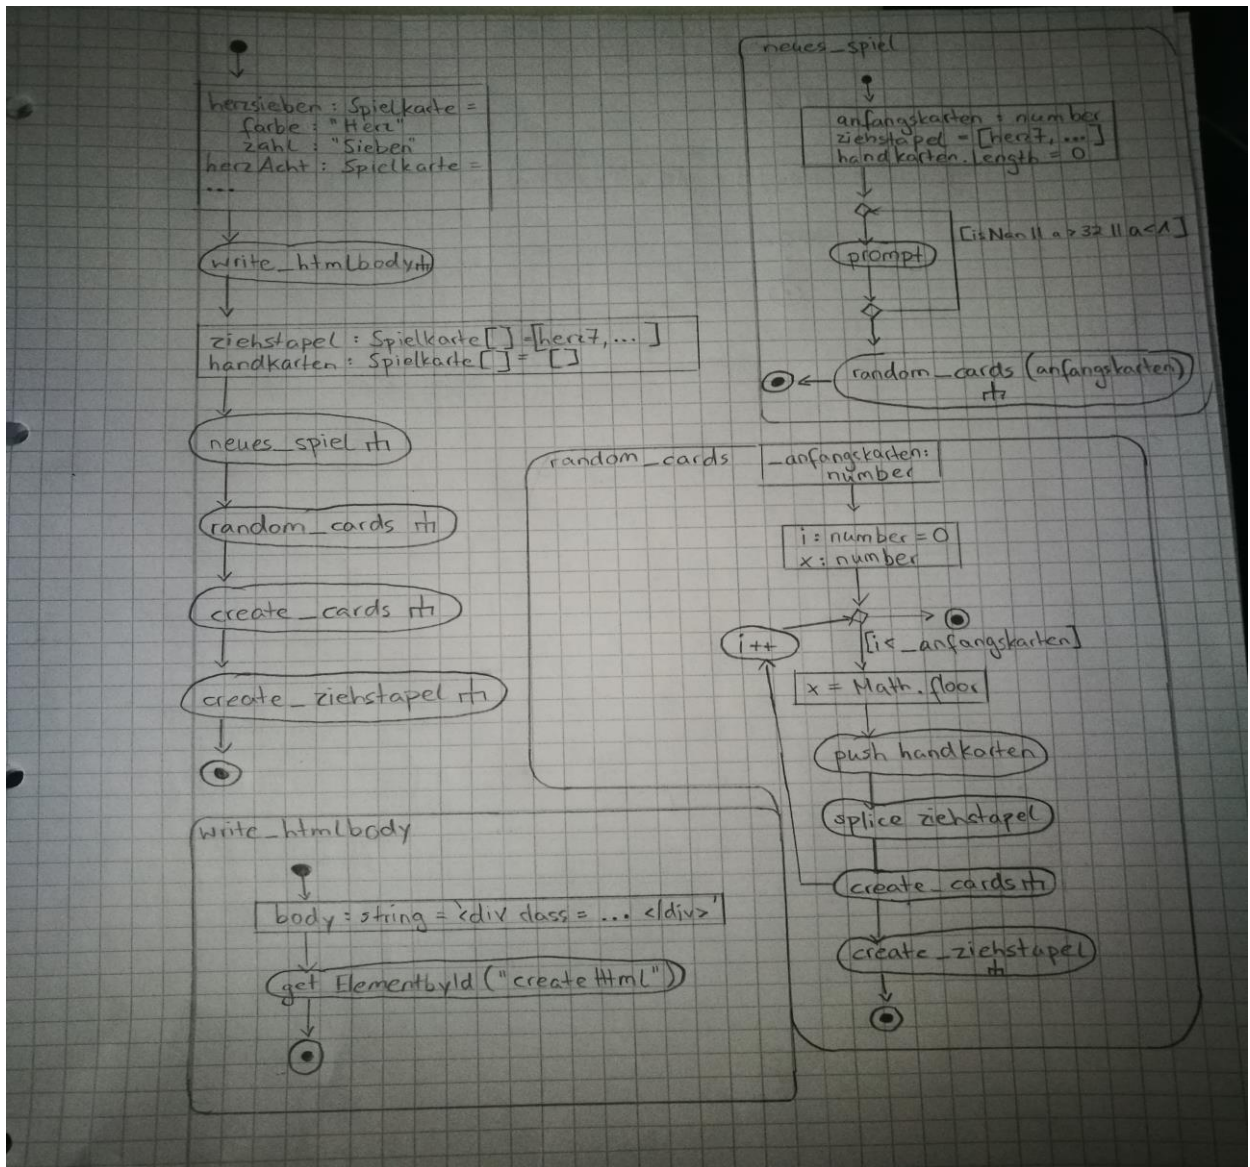 herzsieben : Spielkarte =
farbe : "Herz"
zahl : "Sieben"
herzAcht : Spielkarte =
...
write_htmlbody
ziehstapel : Spielkarte[] = [herz7, ... ]
handkarten : Spielkarte[] = []
neues_spiel
random_cards
create_cards
create_ziehstapel
neues_spiel
anfangskarten : number
ziehstapel = [herz7, ...]
handkarten.length = 0
[isNan || a > 32 || a < 1]
prompt
random_cards (anfangskarten)
random_cards
_anfangskarten:
number
i : number = 0
x : number
i++
[i< _anfangskarten]
x = Math.floor
push handkarten
splice ziehstapel
create_cards
create_ziehstapel
write_htmlbody
body : string = '<div class = ... </div>'
get ElementbyId ("createHtml")